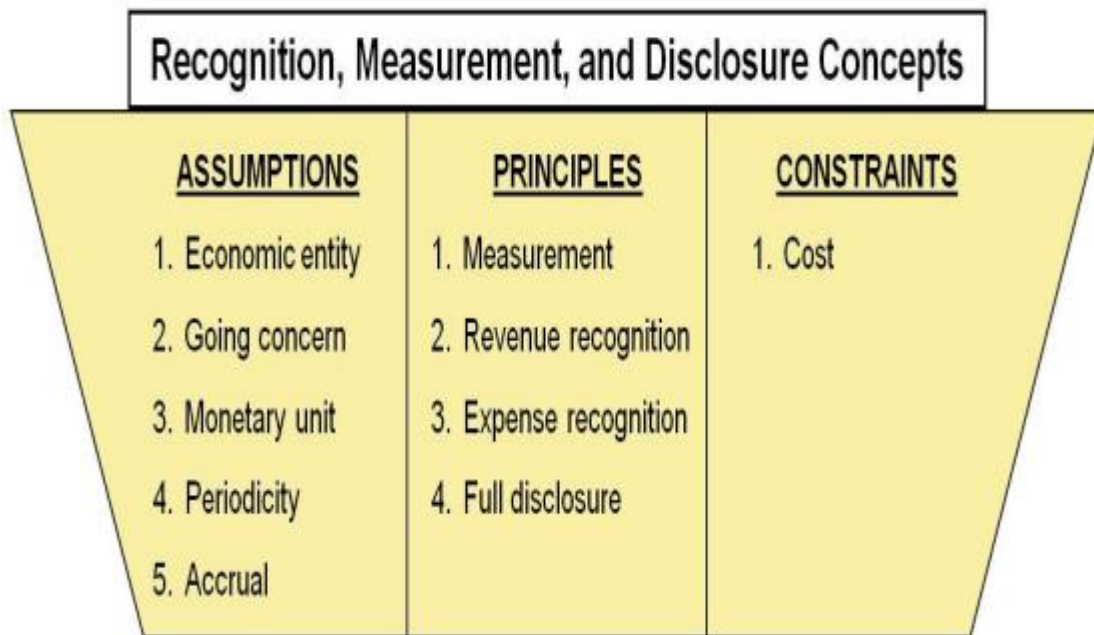 Recognition, Measurement, and Disclosure Concepts
ASSUMPTIONS
1. Economic entity
2. Going concern
3. Monetary unit
4. Periodicity
5. Accrual
PRINCIPLES
1. Measurement
2. Revenue recognition
3. Expense recognition
4. Full disclosure
CONSTRAINTS
1. Cost